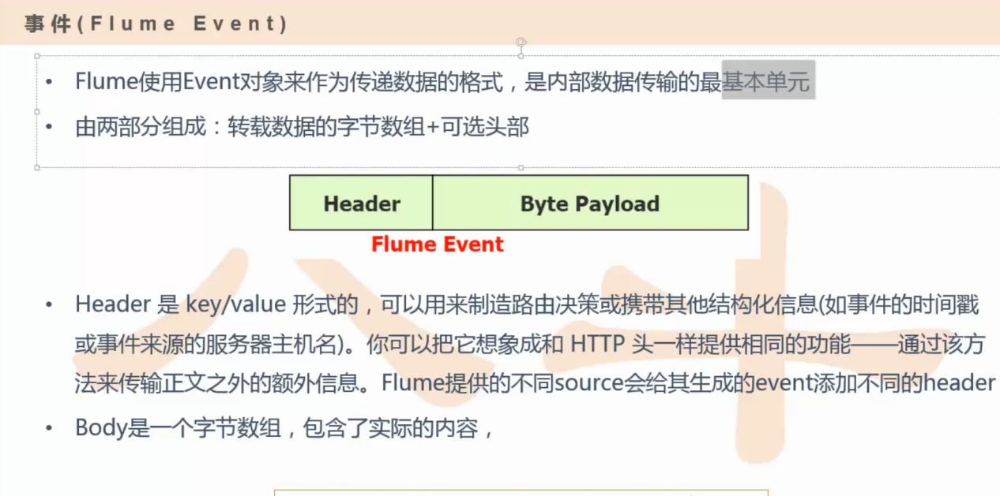 事件(Flume Event)
• Flume使用Event对象来作为传递数据的格式，是内部数据传输的最基本单元
• 由两部分组成：转载数据的字节数组+可选头部
Header Byte Payload
Flume Event
• Header 是 key/value 形式的，可以用来制造路由决策或携带其他结构化信息(如事件的时间戳
或事件来源的服务器主机名)。你可以把它想象成和 HTTP 头一样提供相同的功能——通过该方
法来传输正文之外的额外信息。Flume提供的不同source会给其生成的event添加不同的header
• Body是一个字节数组，包含了实际的内容，
八斗